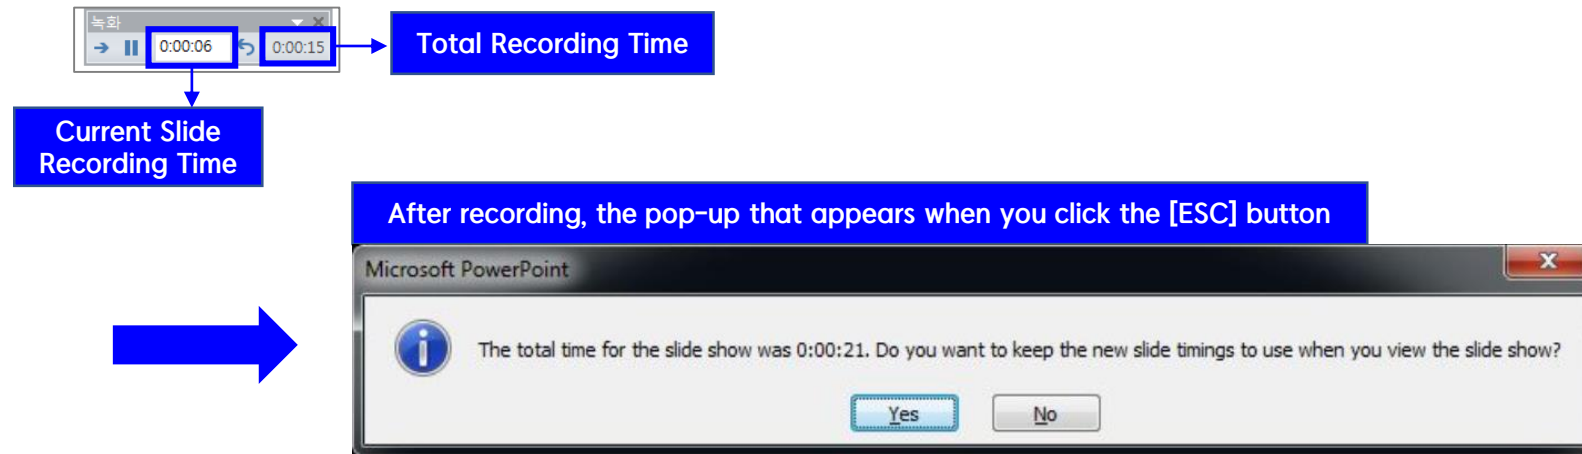 녹화
0:00:06
0:00:15
Total Recording Time
Current Slide
Recording Time
After recording, the pop-up that appears when you click the [ESC] button
Microsoft PowerPoint
The total time for the slide show was 0:00:21. Do you want to keep the new slide timings to use when you view the slide show?
Yes
No